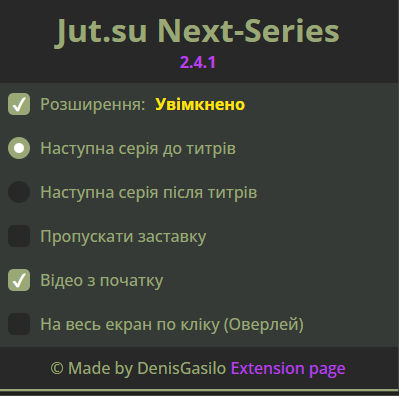 Jut.su Next-Series
2.4.1
Розширення: Увімкнено
Наступна серія до титрів
Наступна серія після титрів
Пропускати заставку
Відео з початку
На весь екран по кліку (Оверлей)
© Made by DenisGasilo Extension page